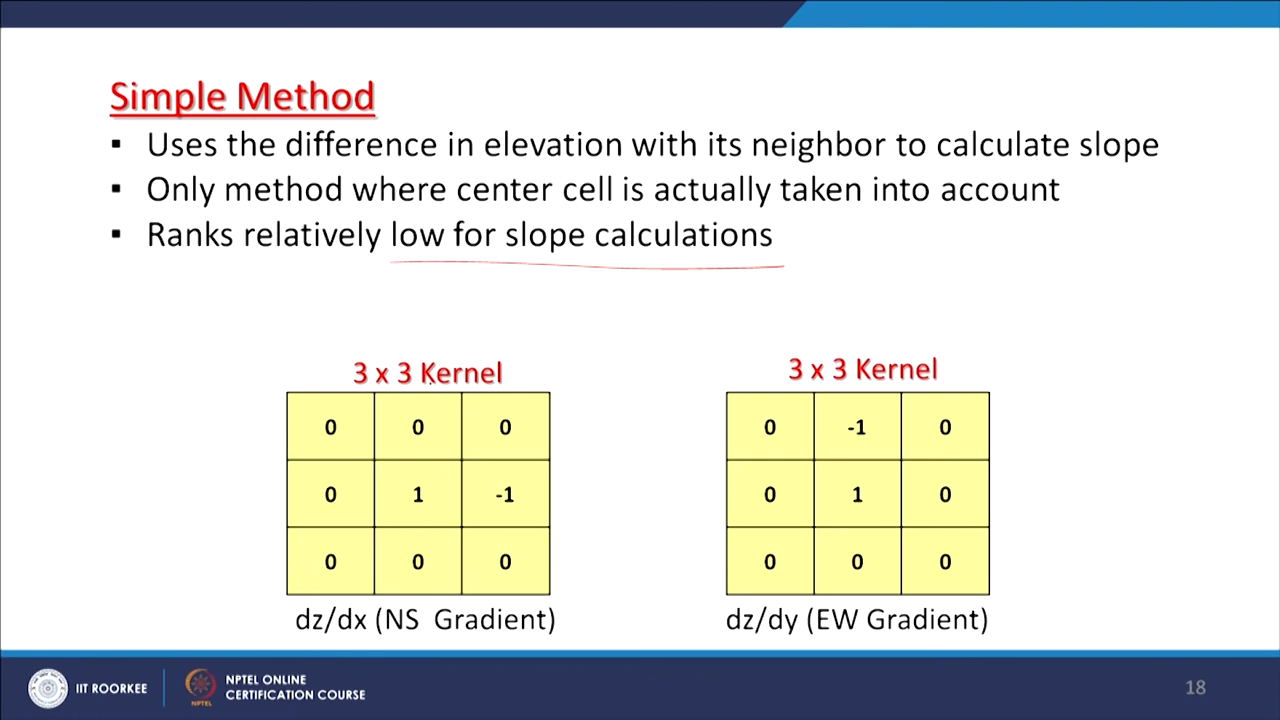 Simple Method
▪ Uses the difference in elevation with its neighbor to calculate slope
▪ Only method where center cell is actually taken into account
▪ Ranks relatively low for slope calculations
3 x 3 Kernel
0 0 0
0 1 -1
0 0 0
dz/dx (NS Gradient)
3 x 3 Kernel
0 -1 0
0 1 0
0 0 0
dz/dy (EW Gradient)
IIT ROORKEE
NPTEL
NPTEL ONLINE
CERTIFICATION COURSE
18